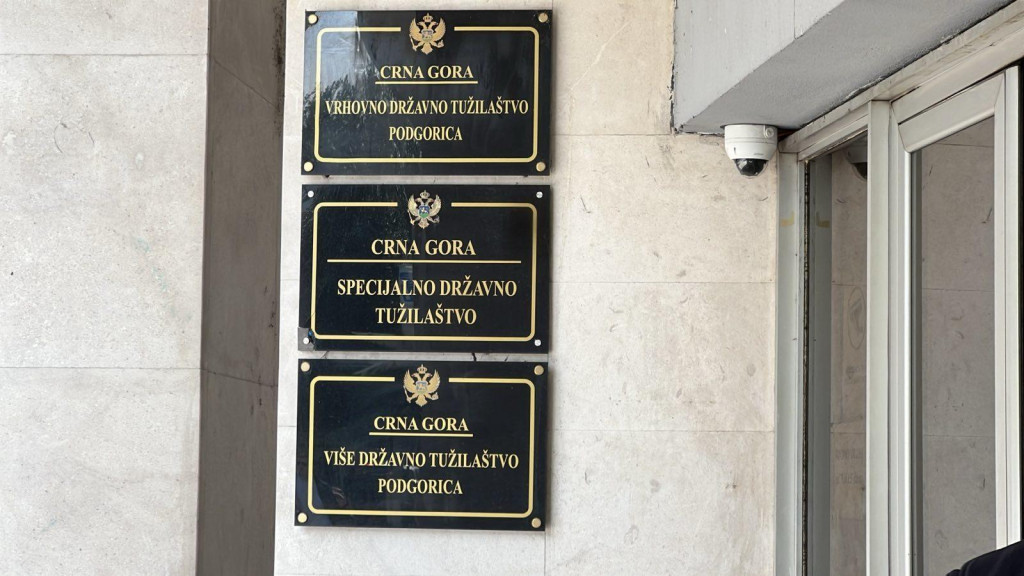 CRNA GORA
VRHOVNO DRŽAVNO TUŽILAŠTVO
PODGORICA
CRNA GORA
SPECIJALNO DRŽAVNO
TUŽILAŠTVO
CRNA GORA
VIŠE DRŽAVNO TUŽILAŠTVO
PODGORICA